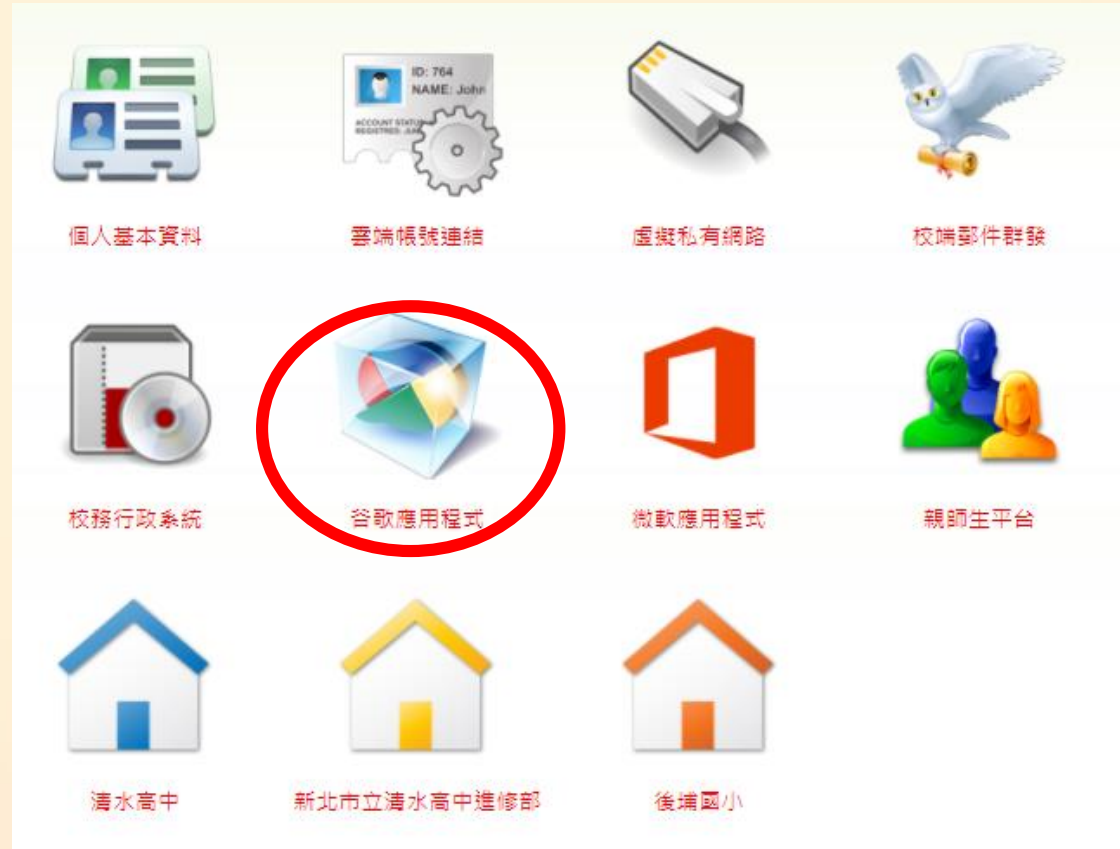 ID: 764
NAME: John
個人基本資料
雲端帳號連結
虛擬私有網路
校端郵件群發
校務行政系統
谷歌應用程式
微軟應用程式
親師生平台
清水高中
新北市立清水高中進修部
後埔國小